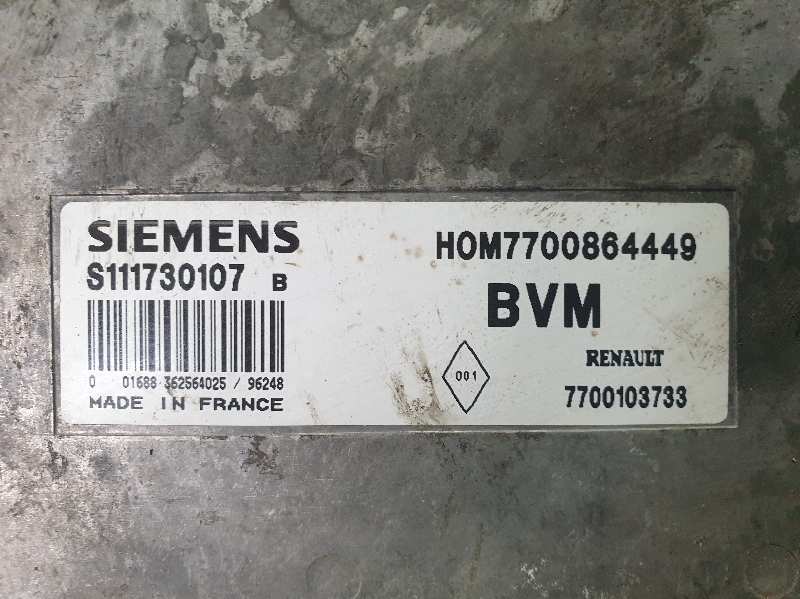 SIEMENS
S111730107 B
0 01688 362564025 / 96248
MADE IN FRANCE
HOM7700864449
BVM
001
RENAULT
7700103733